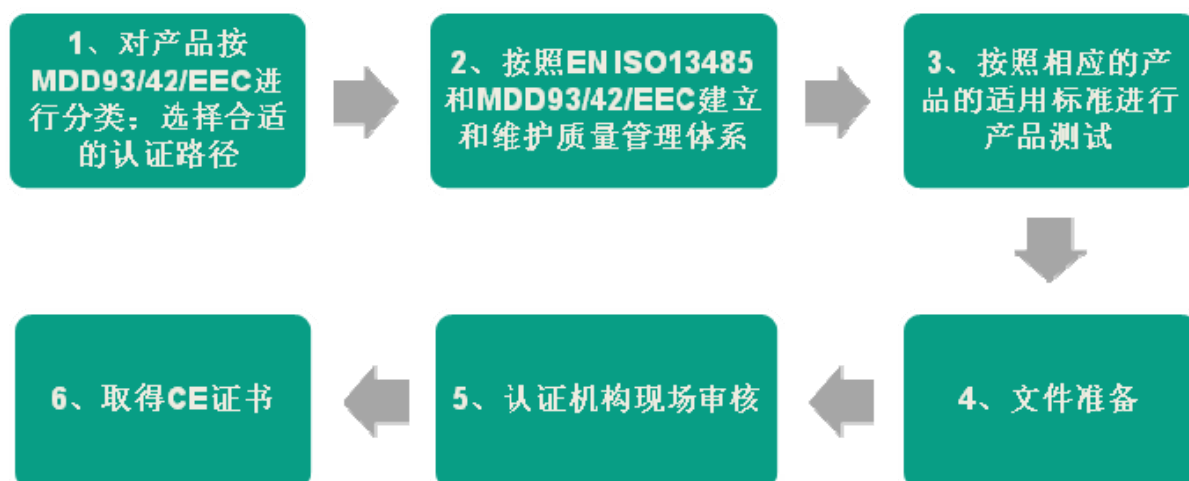 1、对产品按
MDD93/42/EEC进
行分类；选择合适
的认证路径
2、按照EN ISO13485
和MDD93/42/EEC建立
和维护质量管理体系
3、按照相应的产
品的适用标准进行
产品测试
4、文件准备
5、认证机构现场审核
6、取得CE证书